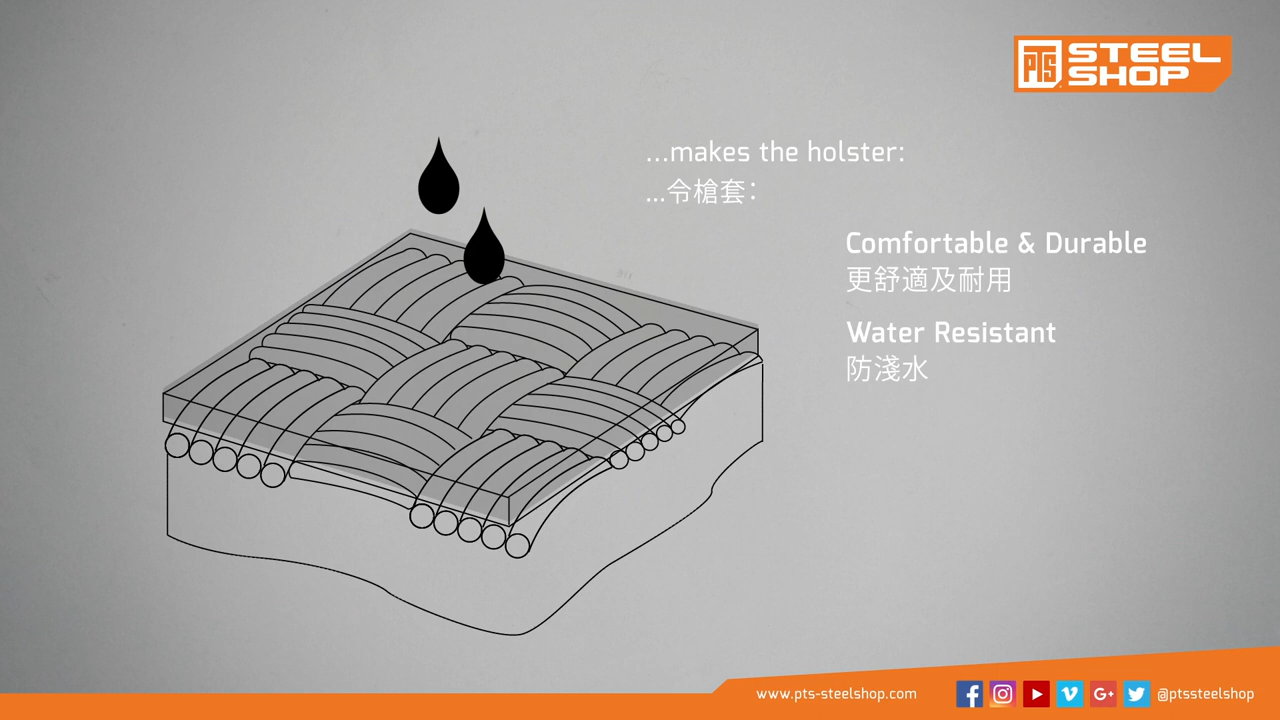 PTS STEEL
SHOP
...makes the holster:
...令槍套：
Comfortable & Durable
更舒適及耐用
Water Resistant
防淺水
www.pts-steelshop.com
@ptssteelshop